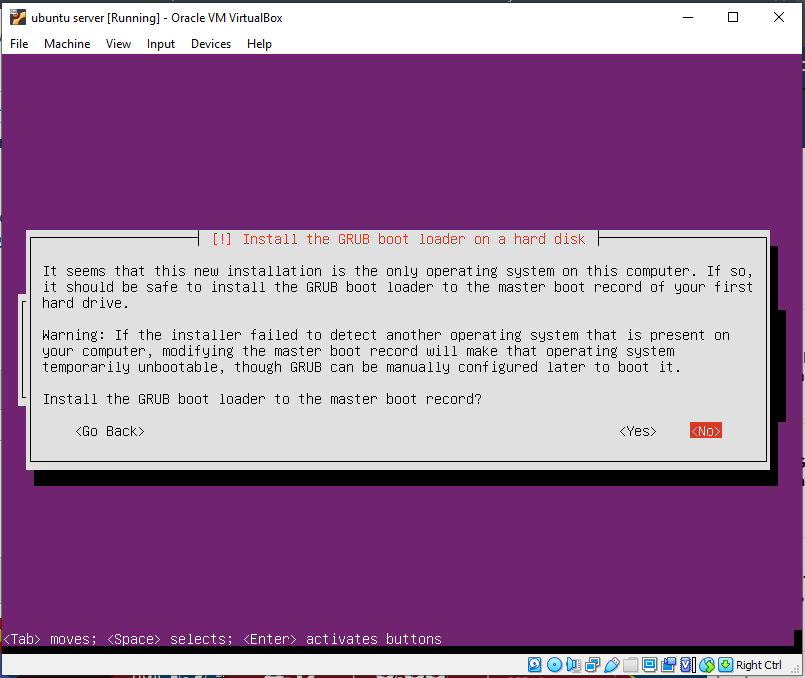 ubuntu server [Running] - Oracle VM VirtualBox
File Machine View Input Devices Help
[!] Install the GRUB boot loader on a hard disk
It seems that this new installation is the only operating system on this computer. If so,
it should be safe to install the GRUB boot loader to the master boot record of your first
hard drive.
Warning: If the installer failed to detect another operating system that is present on
your computer, modifying the master boot record will make that operating system
temporarily unbootable, though GRUB can be manually configured later to boot it.
Install the GRUB boot loader to the master boot record?
<Go Back> <Yes> <No>
<Tab> moves; <Space> selects; <Enter> activates buttons
Right Ctrl